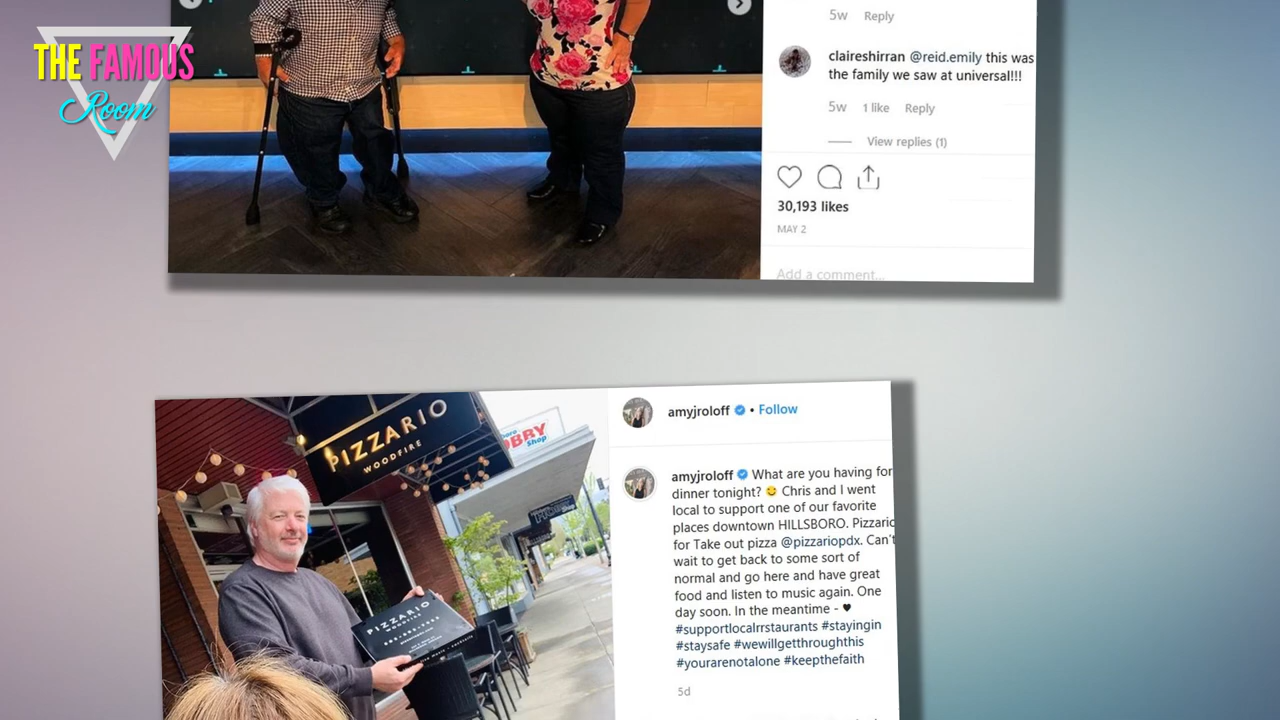 THE FAMOUS
Room
5w Reply
claireshirran @reid.emily this was
the family we saw at universal!!!
5w 1 like Reply
View replies (1)
30,193 likes
MAY 2
Add a comment...
PIZZARIO
WOODFIRE
BBY
Shop
PIZZARIO
WOODFIRE
amyjroloff • Follow
amyjroloff What are you having for
dinner tonight? Chris and I went
local to support one of our favorite
places downtown HILLSBORO. Pizzario
for Take out pizza @pizzariopdx. Can't
wait to get back to some sort of
normal and go here and have great
food and listen to music again. One
day soon. In the meantime -
#supportlocalrrstaurants #stayingin
#staysafe #wewillgetthroughthis
#yourarenotalone #keepthefaith
5d